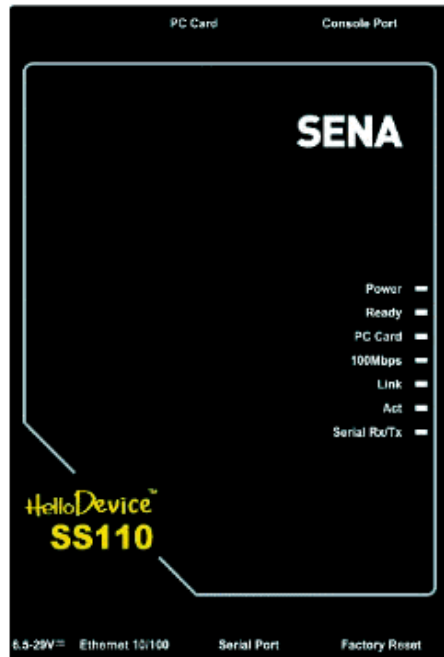 PC Card Console Port
SENA
Power
Ready
PC Card
100Mbps
Link
Act
Serial Rx/Tx
HelloDevice™
SS110
6.5-29V⎓ Ethernet 10/100 Serial Port Factory Reset